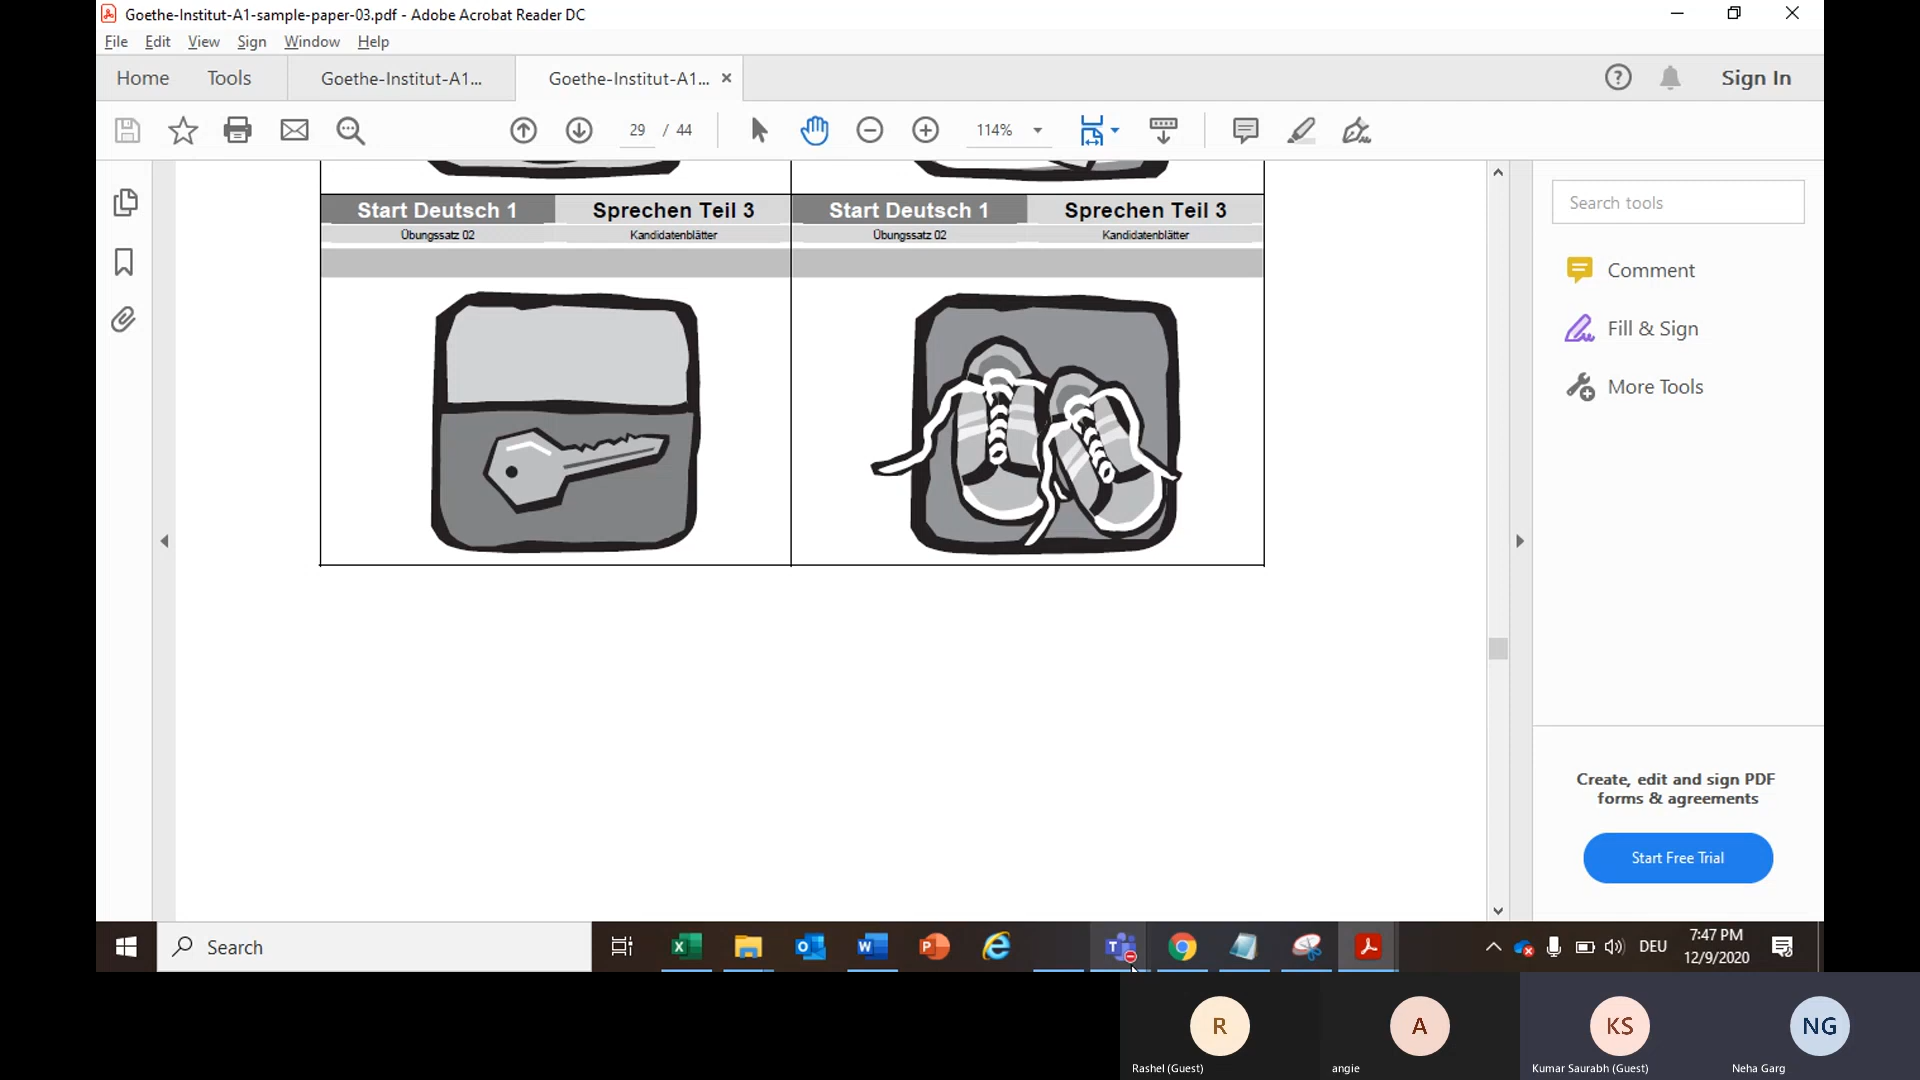 Goethe-Institut-A1-sample-paper-03.pdf - Adobe Acrobat Reader DC
File Edit View Sign Window Help
Home Tools Goethe-Institut-A1... Goethe-Institut-A1... ×
Sign In
29 / 44 114%
Start Deutsch 1 Sprechen Teil 3 Start Deutsch 1 Sprechen Teil 3
Übungssatz 02 Kandidatenblätter Übungssatz 02 Kandidatenblätter
Search tools
Comment
Fill & Sign
More Tools
Create, edit and sign PDF
forms & agreements
Start Free Trial
Search
DEU
7:47 PM
12/9/2020
R A KS NG
Rashel (Guest) angie Kumar Saurabh (Guest) Neha Garg